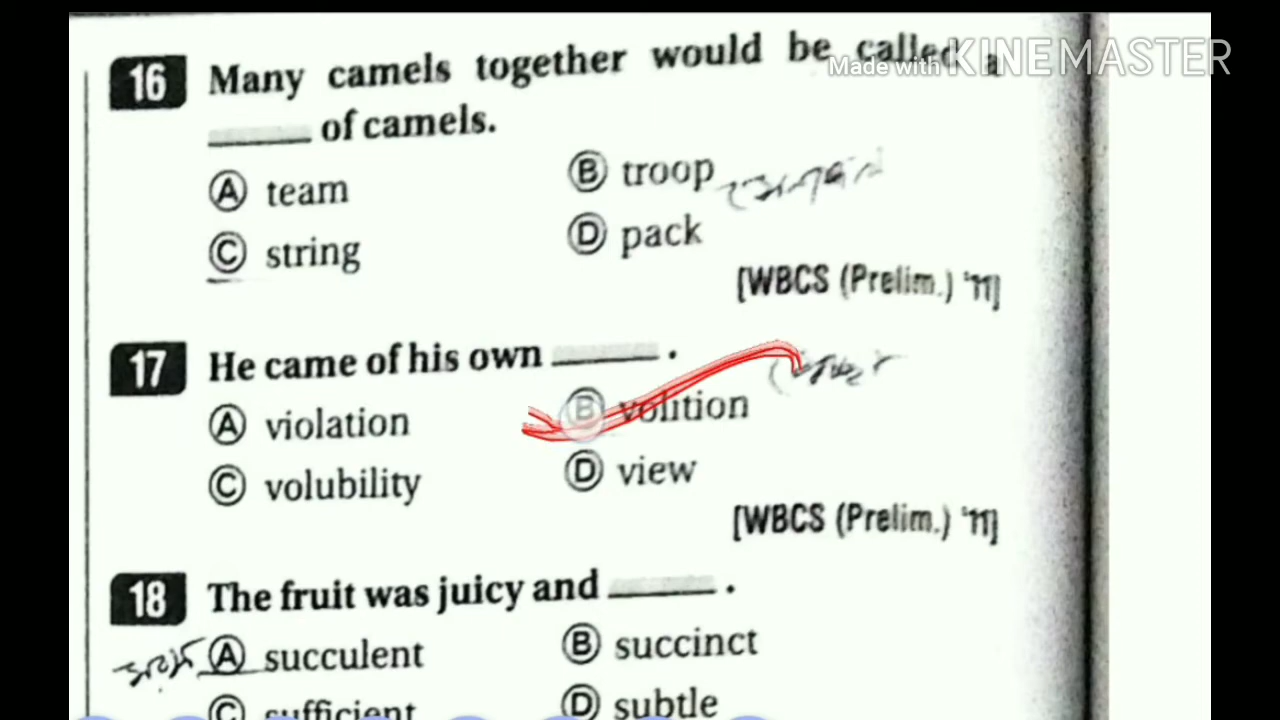 16 Many camels together would be called a
Made with KINEMASTER
_____ of camels.
A team B troop
C string D pack
[WBCS (Prelim.) '11]
17 He came of his own _____ .
A violation B volition
C volubility D view
[WBCS (Prelim.) '11]
18 The fruit was juicy and _____ .
A succulent B succinct
C sufficient D subtle